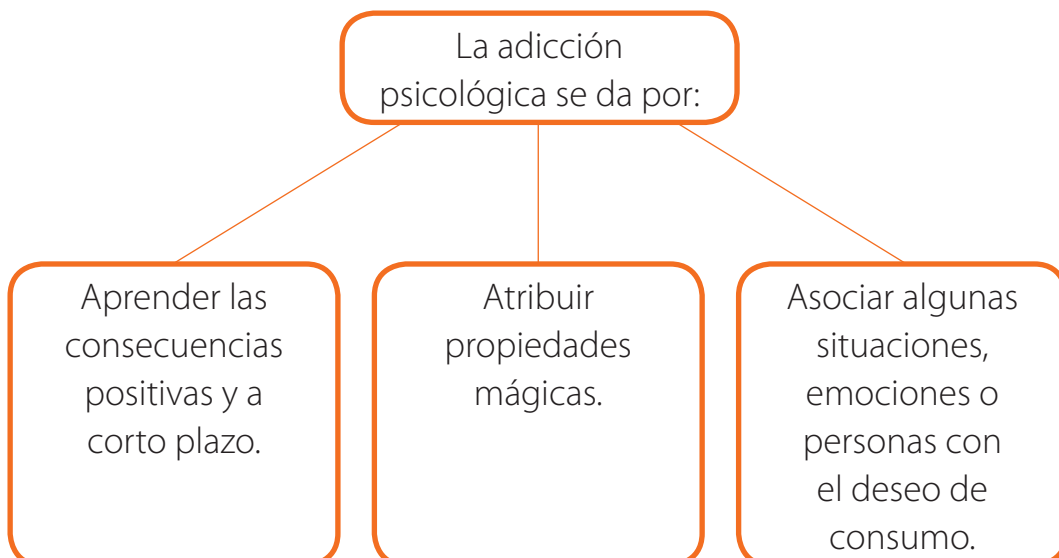 La adicción
psicológica se da por:
Aprender las
consecuencias
positivas y a
corto plazo.
Atribuir
propiedades
mágicas.
Asociar algunas
situaciones,
emociones o
personas con
el deseo de
consumo.